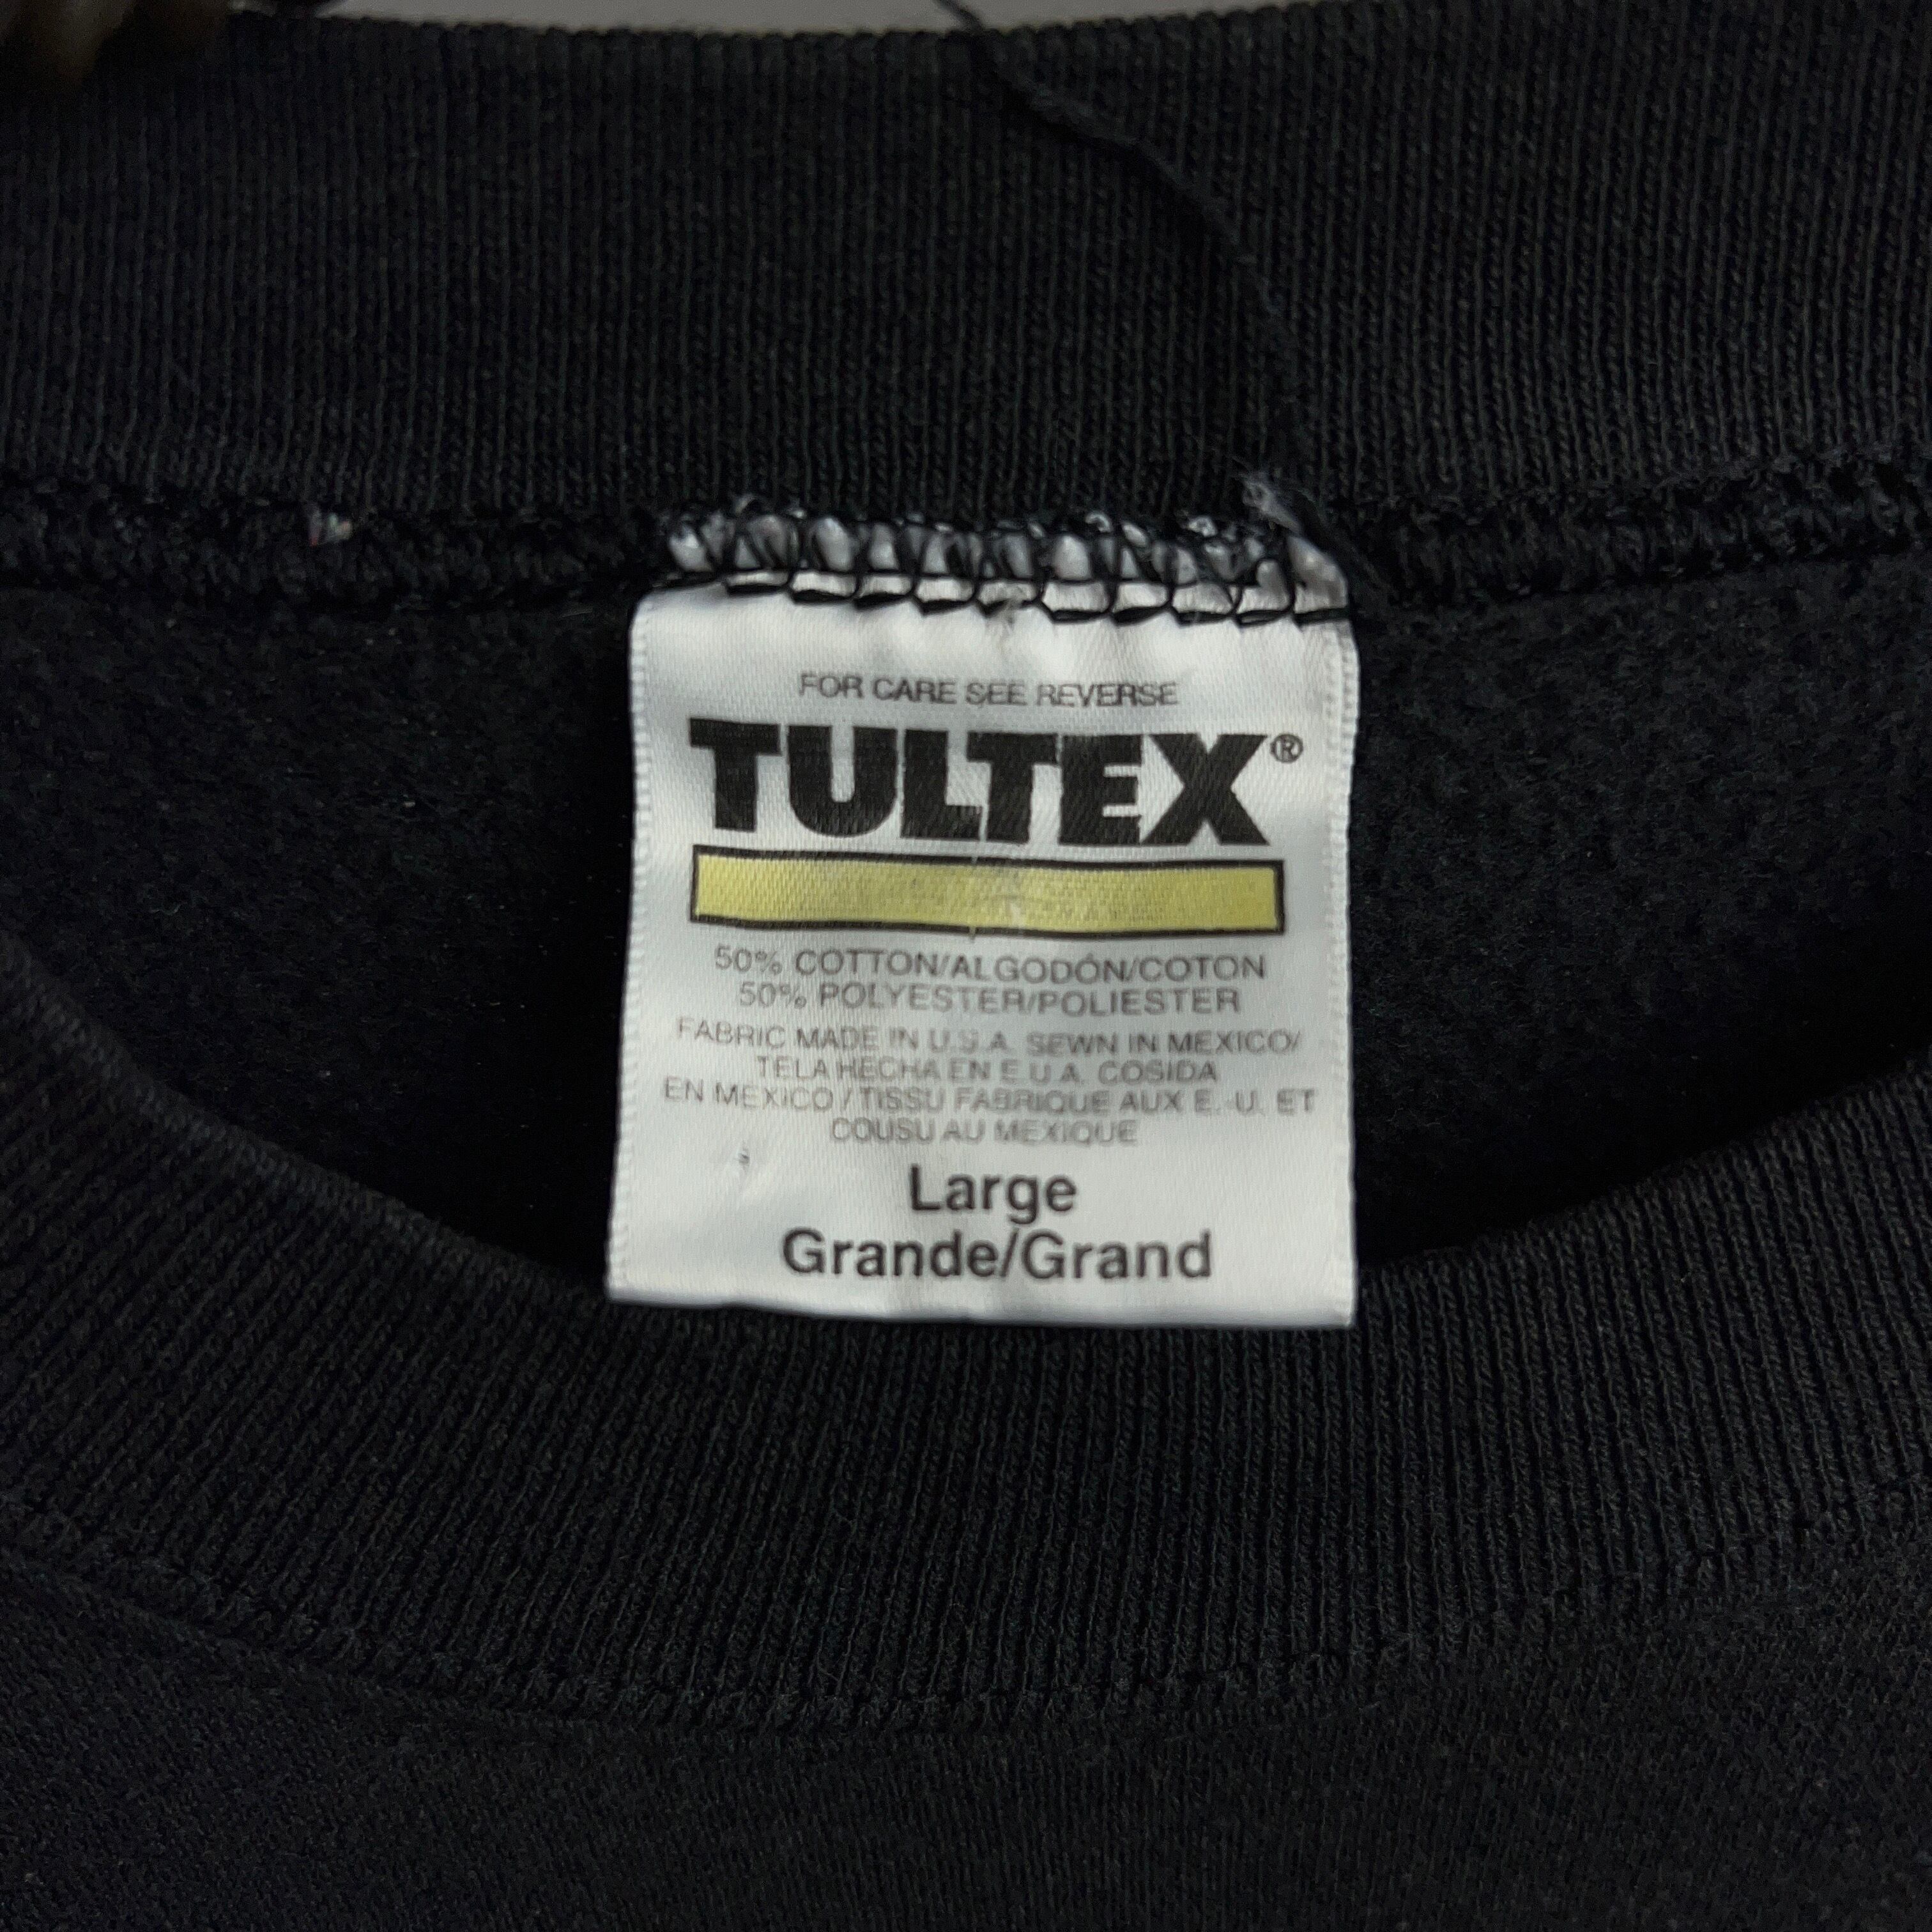 FOR CARE SEE REVERSE
TULTEX®
50% COTTON/ALGODÓN/COTON
50% POLYESTER/POLIESTER
FABRIC MADE IN U.S.A. SEWN IN MEXICO/
TELA HECHA EN E.U.A. COSIDA
EN MEXICO / TISSU FABRIQUE AUX E.-U. ET
COUSU AU MEXIQUE
Large
Grande/Grand